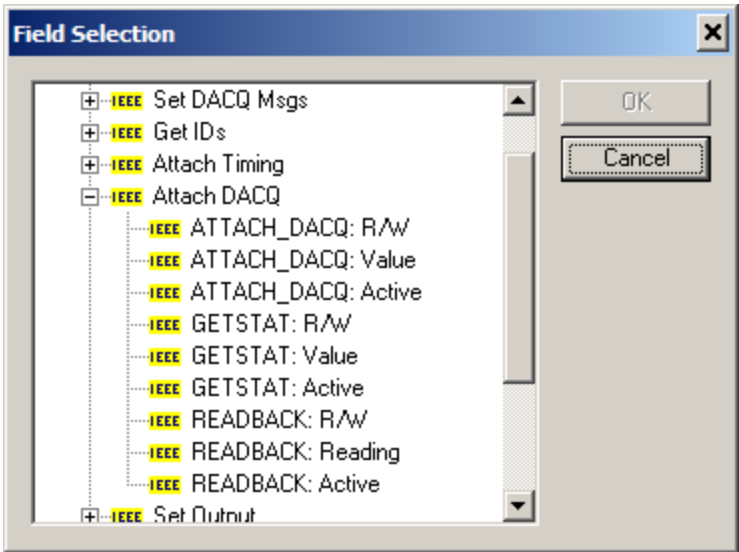 Field Selection
IEEE Set DACQ Msgs
OK
IEEE Get IDs
Cancel
IEEE Attach Timing
IEEE Attach DACQ
IEEE ATTACH_DACQ: R/W
IEEE ATTACH_DACQ: Value
IEEE ATTACH_DACQ: Active
IEEE GETSTAT: R/W
IEEE GETSTAT: Value
IEEE GETSTAT: Active
IEEE READBACK: R/W
IEEE READBACK: Reading
IEEE READBACK: Active
IEEE Set Output